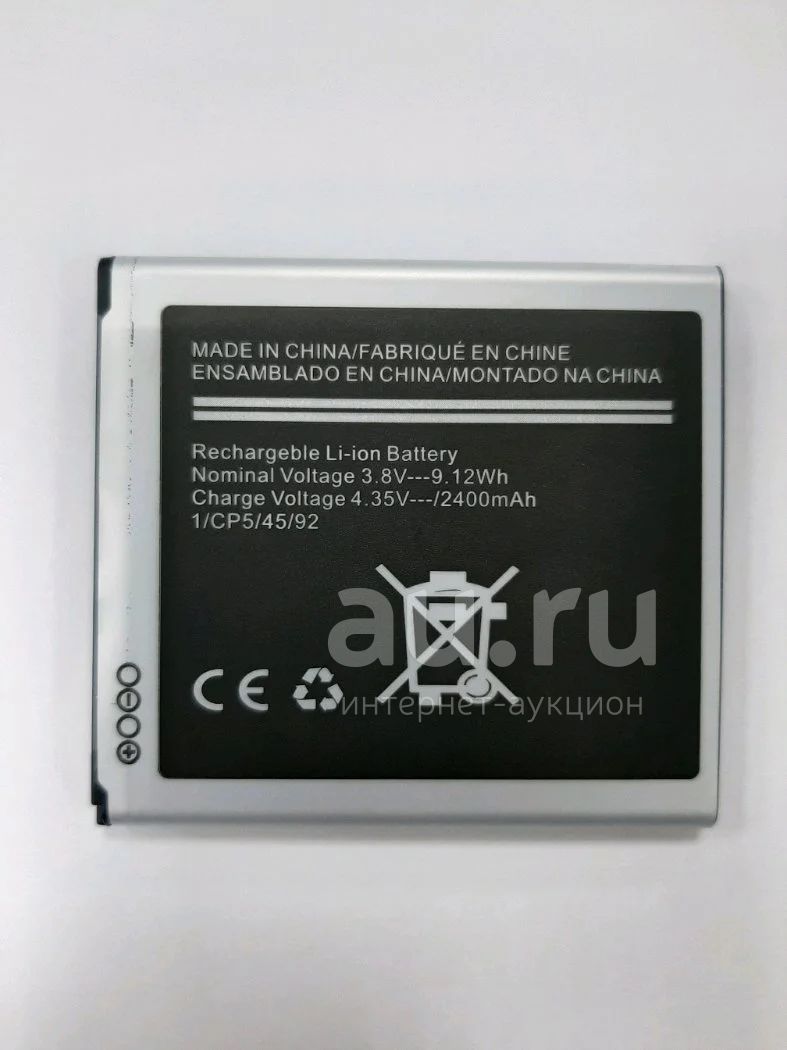 MADE IN CHINA/FABRIQUÉ EN CHINE
ENSAMBLADO EN CHINA/MONTADO NA CHINA
Rechargeble Li-ion Battery
Nominal Voltage 3.8V---9.12Wh
Charge Voltage 4.35V---/2400mAh
1/CP5/45/92
au.ru
CE
интернет-аукцион